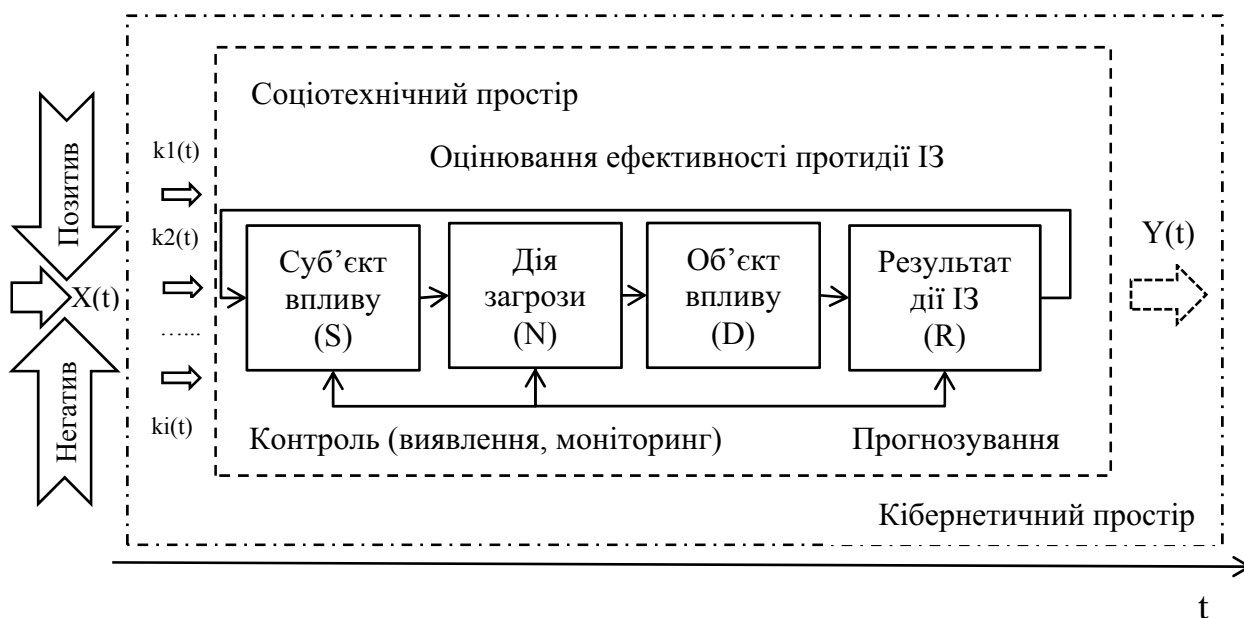 Соціотехнічний простір
Оцінювання ефективності протидії ІЗ
Позитив
X(t)
Негатив
k1(t)
k2(t)
......
ki(t)
Суб’єкт
впливу
(S)
Дія
загрози
(N)
Об’єкт
впливу
(D)
Результат
дії ІЗ
(R)
Y(t)
Контроль (виявлення, моніторинг)
Прогнозування
Кібернетичний простір
t